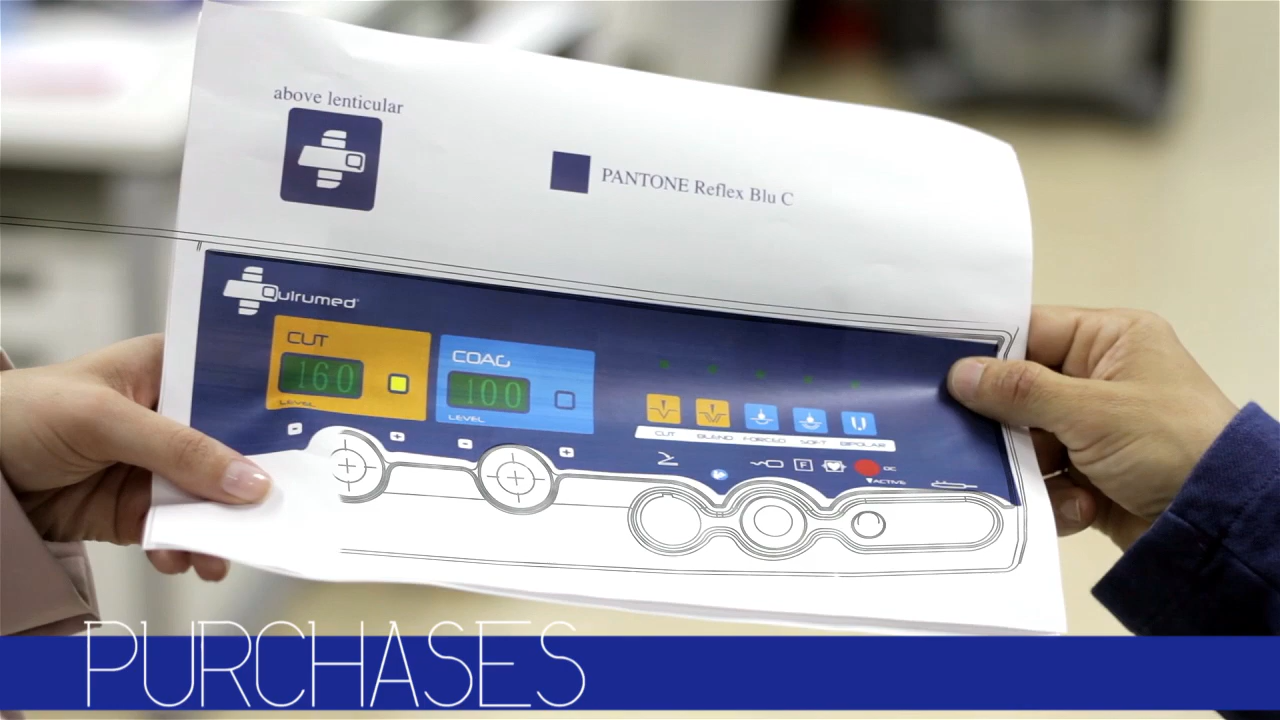 above lenticular
PANTONE Reflex Blu C
Quirumed
CUT
160
LEVEL
COAG
100
LEVEL
- + - +
CUT BLEND FORCED SOFT BIPOLAR
F
OC
ACTIVE
PURCHASES